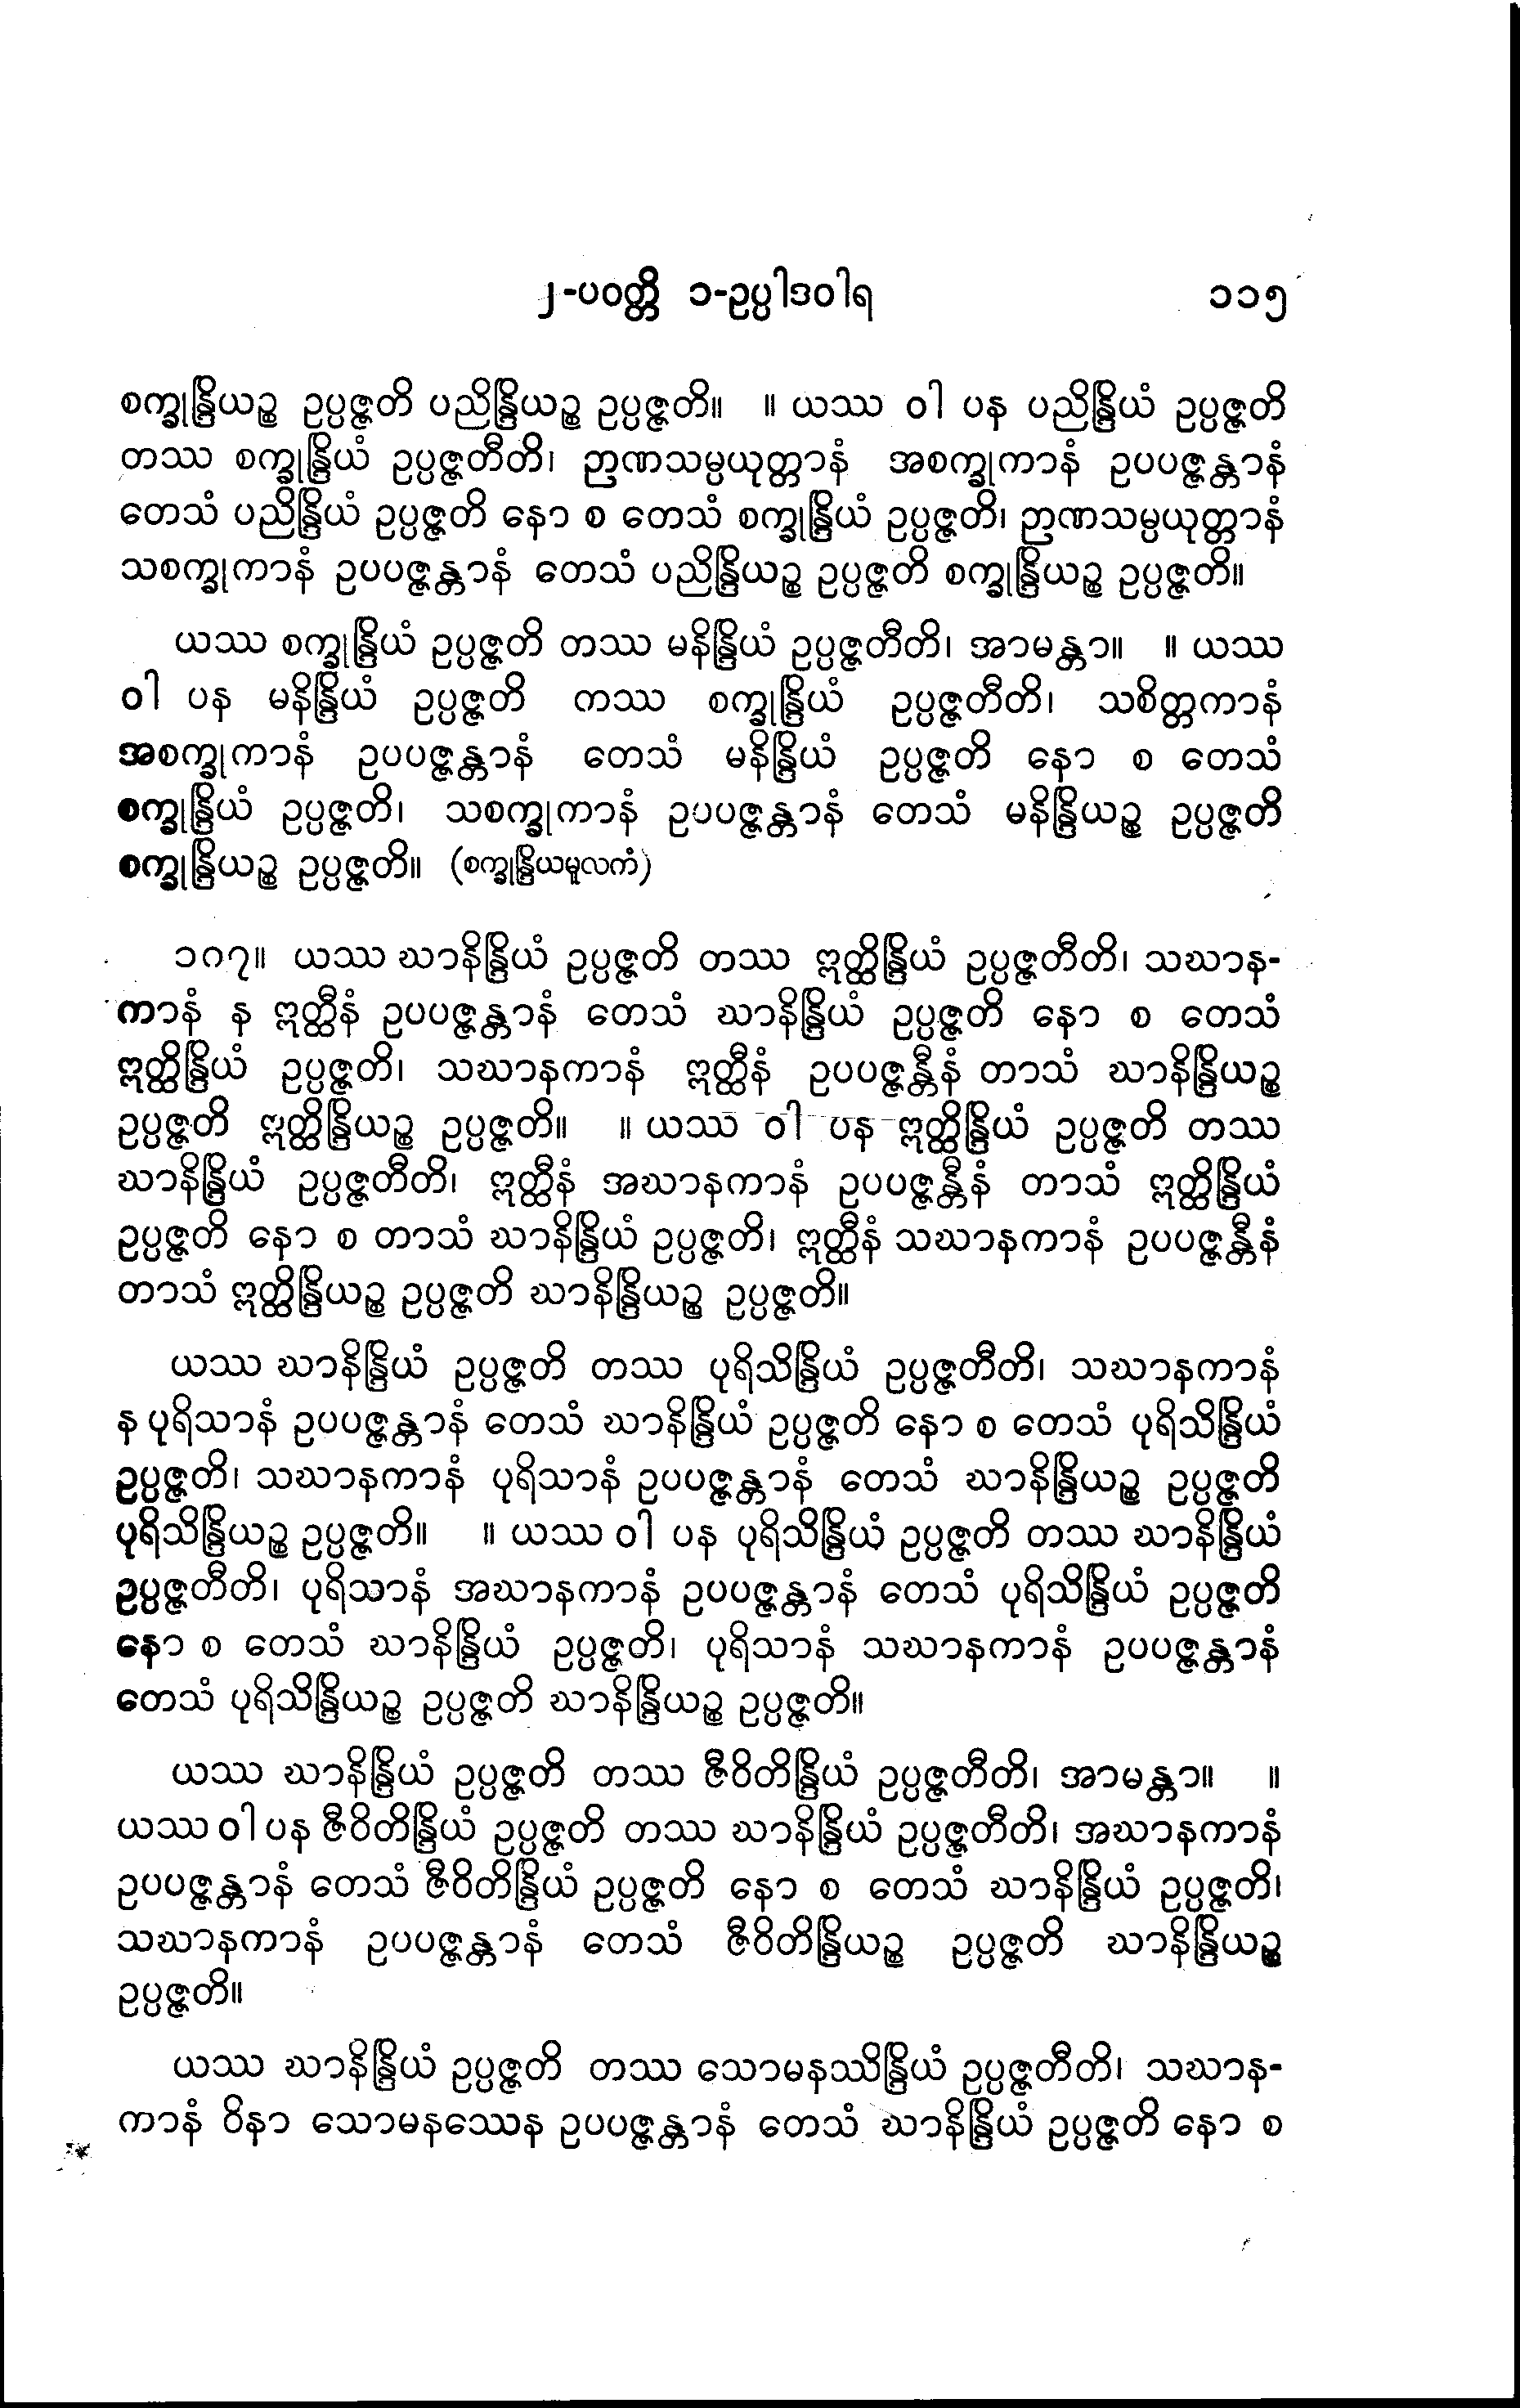 ၂-ပဝတ္တိ ၁-ဥပ္ပါဒဝါရ ၁၁၅
စက္ခုန္ဒြိယဉ္စ ဥပ္ပဇ္ဇတိ ပညိန္ဒြိယဉ္စ ဥပ္ပဇ္ဇတိ။ ။ ယဿ ဝါ ပန ပညိန္ဒြိယံ ဥပ္ပဇ္ဇတိ
တဿ စက္ခုန္ဒြိယံ ဥပ္ပဇ္ဇတီတိ၊ ဉာဏသမ္ပယုတ္တာနံ အစက္ခုကာနံ ဥပပဇ္ဇန္တာနံ
တေသံ ပညိန္ဒြိယံ ဥပ္ပဇ္ဇတိ နော စ တေသံ စက္ခုန္ဒြိယံ ဥပ္ပဇ္ဇတိ၊ ဉာဏသမ္ပယုတ္တာနံ
သစက္ခုကာနံ ဥပပဇ္ဇန္တာနံ တေသံ ပညိန္ဒြိယဉ္စ ဥပ္ပဇ္ဇတိ စက္ခုန္ဒြိယဉ္စ ဥပ္ပဇ္ဇတိ။
ယဿ စက္ခုန္ဒြိယံ ဥပ္ပဇ္ဇတိ တဿ မနိန္ဒြိယံ ဥပ္ပဇ္ဇတီတိ၊ အာမန္တာ။ ။ ယဿ
ဝါ ပန မနိန္ဒြိယံ ဥပ္ပဇ္ဇတိ ကဿ စက္ခုန္ဒြိယံ ဥပ္ပဇ္ဇတီတိ၊ သစိတ္တကာနံ
အစက္ခုကာနံ ဥပပဇ္ဇန္တာနံ တေသံ မနိန္ဒြိယံ ဥပ္ပဇ္ဇတိ နော စ တေသံ
စက္ခုန္ဒြိယံ ဥပ္ပဇ္ဇတိ၊ သစက္ခုကာနံ ဥပပဇ္ဇန္တာနံ တေသံ မနိန္ဒြိယဉ္စ ဥပ္ပဇ္ဇတိ
စက္ခုန္ဒြိယဉ္စ ဥပ္ပဇ္ဇတိ။ (စက္ခုန္ဒြိယမူလကံ)
၁၈၇။ ယဿ ဃာနိန္ဒြိယံ ဥပ္ပဇ္ဇတိ တဿ ဣတ္ထိန္ဒြိယံ ဥပ္ပဇ္ဇတီတိ၊ သဃာန-
ကာနံ န ဣတ္ထီနံ ဥပပဇ္ဇန္တာနံ တေသံ ဃာနိန္ဒြိယံ ဥပ္ပဇ္ဇတိ နော စ တေသံ
ဣတ္ထိန္ဒြိယံ ဥပ္ပဇ္ဇတိ၊ သဃာနကာနံ ဣတ္ထီနံ ဥပပဇ္ဇန္တီနံ တာသံ ဃာနိန္ဒြိယဉ္စ
ဥပ္ပဇ္ဇတိ ဣတ္ထိန္ဒြိယဉ္စ ဥပ္ပဇ္ဇတိ။ ။ ယဿ ဝါ ပန ဣတ္ထိန္ဒြိယံ ဥပ္ပဇ္ဇတိ တဿ
ဃာနိန္ဒြိယံ ဥပ္ပဇ္ဇတီတိ၊ ဣတ္ထီနံ အဃာနကာနံ ဥပပဇ္ဇန္တီနံ တာသံ ဣတ္ထိန္ဒြိယံ
ဥပ္ပဇ္ဇတိ နော စ တာသံ ဃာနိန္ဒြိယံ ဥပ္ပဇ္ဇတိ၊ ဣတ္ထီနံ သဃာနကာနံ ဥပပဇ္ဇန္တီနံ
တာသံ ဣတ္ထိန္ဒြိယဉ္စ ဥပ္ပဇ္ဇတိ ဃာနိန္ဒြိယဉ္စ ဥပ္ပဇ္ဇတိ။
ယဿ ဃာနိန္ဒြိယံ ဥပ္ပဇ္ဇတိ တဿ ပုရိသိန္ဒြိယံ ဥပ္ပဇ္ဇတီတိ၊ သဃာနကာနံ
န ပုရိသာနံ ဥပပဇ္ဇန္တာနံ တေသံ ဃာနိန္ဒြိယံ ဥပ္ပဇ္ဇတိ နော စ တေသံ ပုရိသိန္ဒြိယံ
ဥပ္ပဇ္ဇတိ၊ သဃာနကာနံ ပုရိသာနံ ဥပပဇ္ဇန္တာနံ တေသံ ဃာနိန္ဒြိယဉ္စ ဥပ္ပဇ္ဇတိ
ပုရိသိန္ဒြိယဉ္စ ဥပ္ပဇ္ဇတိ။ ။ ယဿ ဝါ ပန ပုရိသိန္ဒြိယံ ဥပ္ပဇ္ဇတိ တဿ ဃာနိန္ဒြိယံ
ဥပ္ပဇ္ဇတီတိ၊ ပုရိသာနံ အဃာနကာနံ ဥပပဇ္ဇန္တာနံ တေသံ ပုရိသိန္ဒြိယံ ဥပ္ပဇ္ဇတိ
နော စ တေသံ ဃာနိန္ဒြိယံ ဥပ္ပဇ္ဇတိ၊ ပုရိသာနံ သဃာနကာနံ ဥပပဇ္ဇန္တာနံ
တေသံ ပုရိသိန္ဒြိယဉ္စ ဥပ္ပဇ္ဇတိ ဃာနိန္ဒြိယဉ္စ ဥပ္ပဇ္ဇတိ။
ယဿ ဃာနိန္ဒြိယံ ဥပ္ပဇ္ဇတိ တဿ ဇီဝိတိန္ဒြိယံ ဥပ္ပဇ္ဇတီတိ၊ အာမန္တာ။ ။
ယဿ ဝါ ပန ဇီဝိတိန္ဒြိယံ ဥပ္ပဇ္ဇတိ တဿ ဃာနိန္ဒြိယံ ဥပ္ပဇ္ဇတီတိ၊ အဃာနကာနံ
ဥပပဇ္ဇန္တာနံ တေသံ ဇီဝိတိန္ဒြိယံ ဥပ္ပဇ္ဇတိ နော စ တေသံ ဃာနိန္ဒြိယံ ဥပ္ပဇ္ဇတိ၊
သဃာနကာနံ ဥပပဇ္ဇန္တာနံ တေသံ ဇီဝိတိန္ဒြိယဉ္စ ဥပ္ပဇ္ဇတိ ဃာနိန္ဒြိယဉ္စ
ဥပ္ပဇ္ဇတိ။
ယဿ ဃာနိန္ဒြိယံ ဥပ္ပဇ္ဇတိ တဿ သောမနဿိန္ဒြိယံ ဥပ္ပဇ္ဇတီတိ၊ သဃာန-
ကာနံ ဝိနာ သောမနဿေန ဥပပဇ္ဇန္တာနံ တေသံ ဃာနိန္ဒြိယံ ဥပ္ပဇ္ဇတိ နော စ